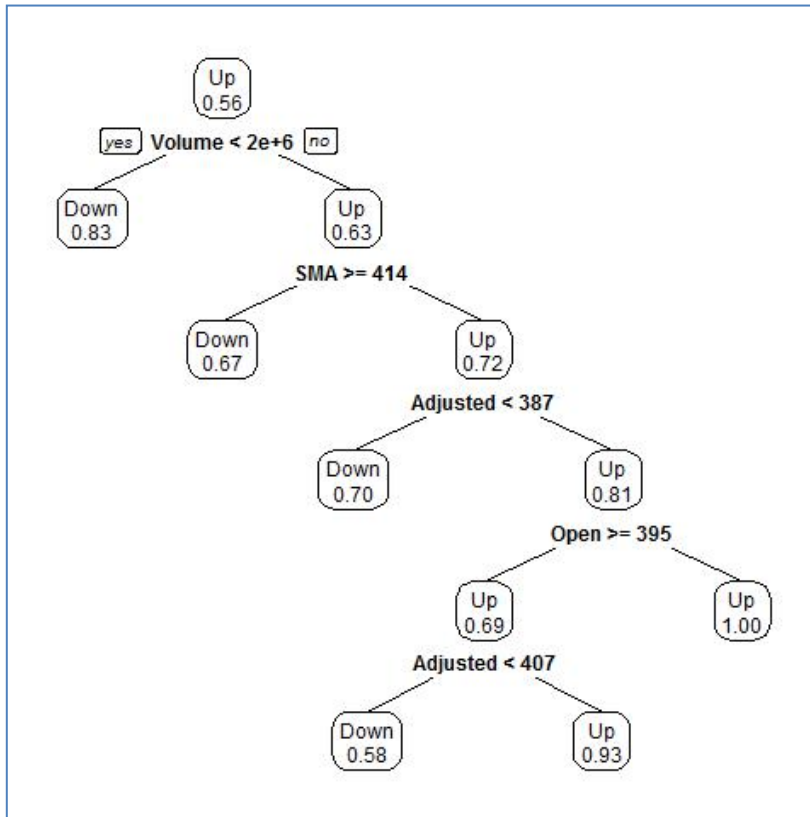 Up
0.56
yes Volume < 2e+6 no
Down
0.83
Up
0.63
SMA >= 414
Down
0.67
Up
0.72
Adjusted < 387
Down
0.70
Up
0.81
Open >= 395
Up
0.69
Up
1.00
Adjusted < 407
Down
0.58
Up
0.93